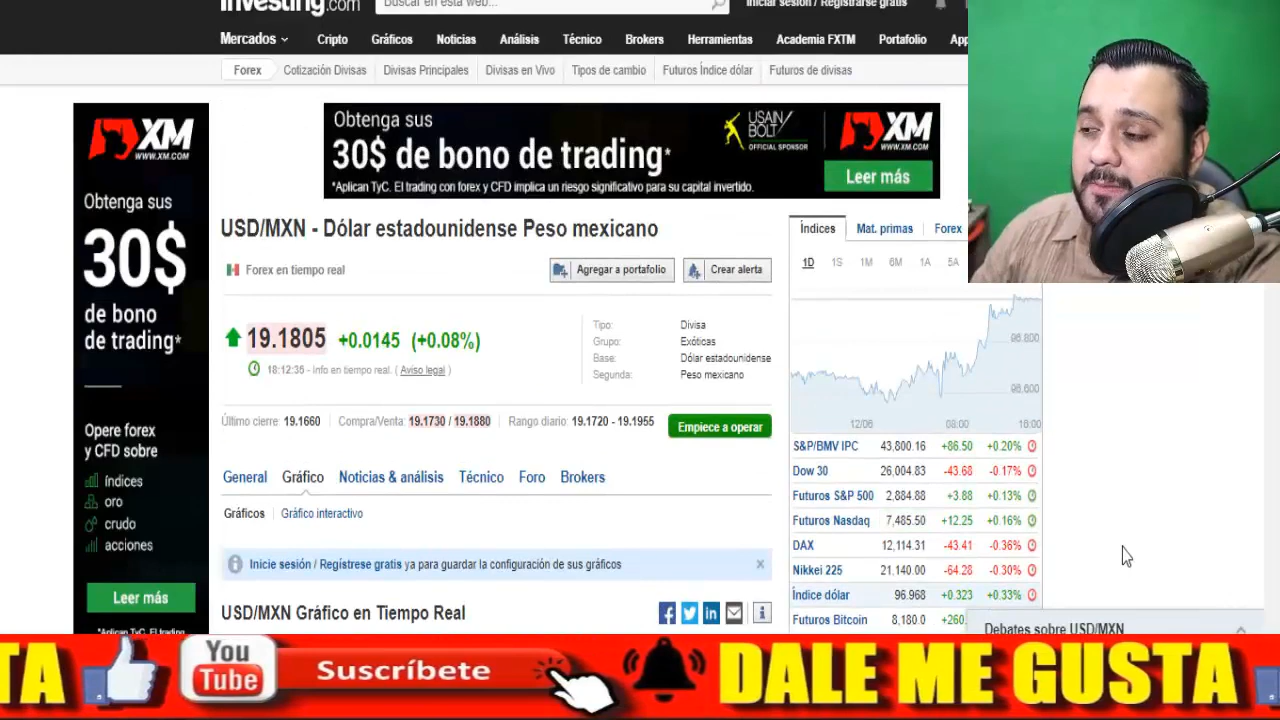 Investing.com
Buscar en esta web...
Iniciar sesión / Registrarse gratis
Mercados
Cripto
Gráficos
Noticias
Análisis
Técnico
Brokers
Herramientas
Academia FXTM
Portafolio
Forex
Cotización Divisas
Divisas Principales
Divisas en Vivo
Tipos de cambio
Futuros Índice dólar
Futuros de divisas
XM
WWW.XM.COM
Obtenga sus
30$
de bono
de trading*
Opere forex
y CFD sobre
índices
oro
crudo
acciones
Leer más
*Aplican TyC. El trading
Obtenga sus
30$ de bono de trading*
*Aplican TyC. El trading con forex y CFD implica un riesgo significativo para su capital invertido.
USAIN
BOLT
OFFICIAL SPONSOR
XM
WWW.XM.COM
Leer más
USD/MXN - Dólar estadounidense Peso mexicano
Forex en tiempo real
Agregar a portafolio
Crear alerta
19.1805 +0.0145 (+0.08%)
18:12:35 - Info en tiempo real. (Aviso legal)
Tipo: Divisa
Grupo: Exóticas
Base: Dólar estadounidense
Segunda: Peso mexicano
Último cierre: 19.1660 Compra/Venta: 19.1730 / 19.1880 Rango diario: 19.1720 - 19.1955
Empiece a operar
General Gráfico Noticias & análisis Técnico Foro Brokers
Gráficos Gráfico interactivo
Inicie sesión / Regístrese gratis ya para guardar la configuración de sus gráficos
USD/MXN Gráfico en Tiempo Real
Índices Mat. primas Forex
1D 1S 1M 6M 1A 5A
96.800
96.600
12/06 08:00 16:00
S&P/BMV IPC 43,800.16 +86.50 +0.20%
Dow 30 26,004.83 -43.68 -0.17%
Futuros S&P 500 2,884.88 +3.88 +0.13%
Futuros Nasdaq 7,485.50 +12.25 +0.16%
DAX 12,114.31 -43.41 -0.36%
Nikkei 225 21,140.00 -64.28 -0.30%
Índice dólar 96.968 +0.323 +0.33%
Futuros Bitcoin 8,180.0 +260.
Debates sobre USD/MXN
TA
You
Tube
Suscríbete
DALE ME GUSTA